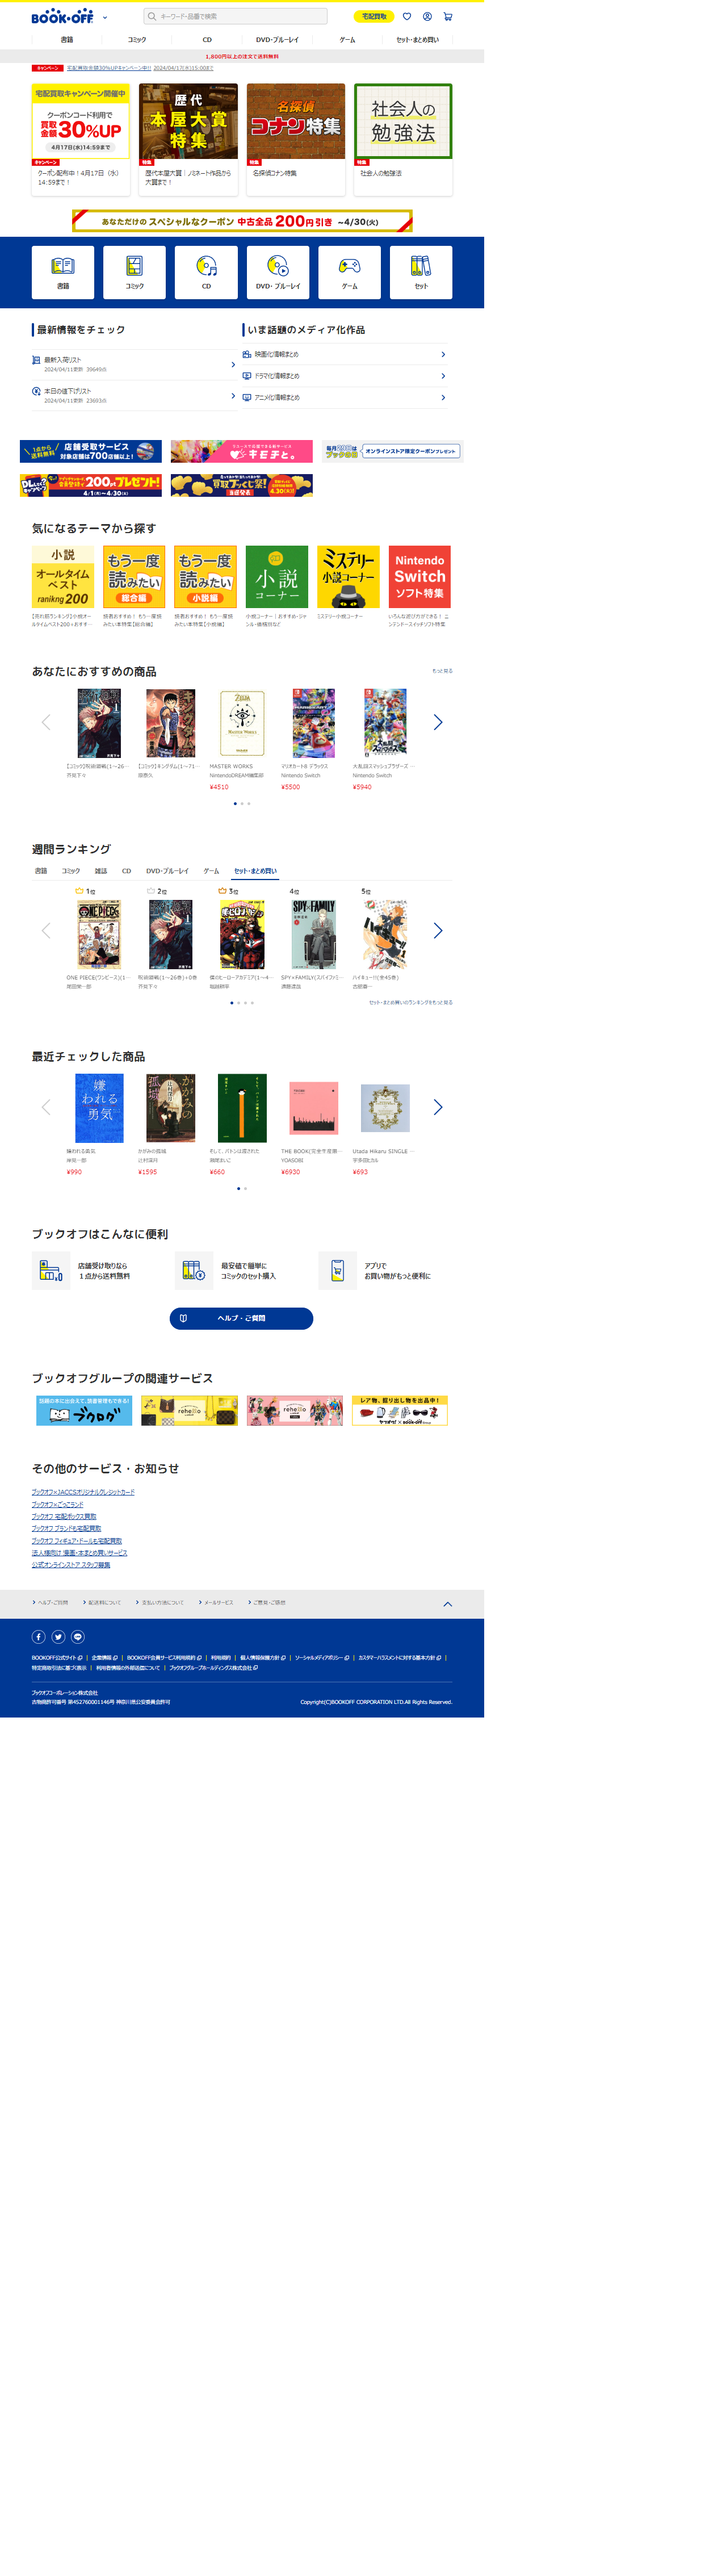 BOOK·OFF
キーワード・品番で検索
宅配買取
書籍
コミック
CD
DVD・ブルーレイ
ゲーム
セット・まとめ買い
1,800円以上の注文で送料無料
キャンペーン
宅配買取金額30%UPキャンペーン中!! 2024/04/17(水)15:00まで
宅配買取キャンペーン開催中
クーポンコード利用で
買取金額30%UP
4月17日(水)14:59まで
キャンペーン
クーポン配布中！4月17日（水）
14:59まで！
歴代
本屋大賞
特集
特集
歴代本屋大賞｜ノミネート作品から
大賞まで！
名探偵
コナン特集
特集
名探偵コナン特集
社会人の
勉強法
特集
社会人の勉強法
あなただけの スペシャルなクーポン 中古全品 200円引き ~4/30(火)
書籍
コミック
CD
DVD・ブルーレイ
ゲーム
セット
最新情報をチェック
最新入荷リスト
2024/04/11更新 39649点
本日の値下げリスト
2024/04/11更新 23693点
いま話題のメディア化作品
映画化情報まとめ
ドラマ化情報まとめ
アニメ化情報まとめ
1点から
送料無料
店舗受取サービス
対象店舗は700店舗以上！
キモチと。
毎月20日は
ブックの日
オンラインストア限定クーポンプレゼント
200ptプレゼント!
4/1(月)~4/30(火)
買取ブッくじ祭!
4.30(火)
気になるテーマから探す
小説
オールタイム
ベスト
ranikng 200
【売れ筋ランキング】小説オー
ルタイムベスト200＋おすす…
もう一度
読みたい
総合編
読者おすすめ！ もう一度読
みたい本特集【総合編】
もう一度
読みたい
小説編
読者おすすめ！ もう一度読
みたい本特集【小説編】
小説
コーナー
小説コーナー｜おすすめ・ジャ
ンル・価格別など
ミステリー
小説コーナー
ミステリー小説コーナー
Nintendo
Switch
ソフト特集
いろんな遊び方ができる！ ニ
ンテンドースイッチソフト特集
あなたにおすすめの商品
もっと見る
【コミック】呪術廻戦(1～26…
芥見下々
【コミック】キングダム(1～71…
原泰久
MASTER WORKS
NintendoDREAM編集部
¥4510
マリオカート8 デラックス
Nintendo Switch
¥5500
大乱闘スマッシュブラザーズ …
Nintendo Switch
¥5940
週間ランキング
書籍
コミック
雑誌
CD
DVD・ブルーレイ
ゲーム
セット・まとめ買い
1位
2位
3位
4位
5位
ONE PIECE(ワンピース)(1…
尾田栄一郎
呪術廻戦(1～26巻)＋0巻
芥見下々
僕のヒーローアカデミア(1～4…
堀越耕平
SPY×FAMILY(スパイファミ…
遠藤達哉
ハイキュー!!(全45巻)
古舘春一
セット・まとめ買いのランキングをもっと見る
最近チェックした商品
嫌われる勇気
岸見一郎
¥990
かがみの孤城
辻村深月
¥1595
そして、バトンは渡された
瀬尾まいこ
¥660
THE BOOK(完全生産限…
YOASOBI
¥6930
Utada Hikaru SINGLE …
宇多田ヒカル
¥693
ブックオフはこんなに便利
店舗受け取りなら
１点から送料無料
最安値で簡単に
コミックのセット購入
アプリで
お買い物がもっと便利に
ヘルプ・ご質問
ブックオフグループの関連サービス
話題の本に出会えて、読書管理もできる!
ブクログ
rehello
rehello
レア物、掘り出し物を出品中！
ヤフオク! × BOOK-OFF
その他のサービス・お知らせ
ブックオフ×JACCSオリジナルクレジットカード
ブックオフ×ごっこランド
ブックオフ 宅配ボックス買取
ブックオフ ブランドも宅配買取
ブックオフ フィギュア・ドールも宅配買取
法人様向け 漫画・本まとめ買いサービス
公式オンラインストア スタッフ募集
ヘルプ・ご質問
配送料について
支払い方法について
メールサービス
ご意見・ご感想
BOOKOFF公式サイト | 企業情報 | BOOKOFF会員サービス利用規約 | 利用規約 | 個人情報保護方針 | ソーシャルメディアポリシー | カスタマーハラスメントに対する基本方針 |
特定商取引法に基づく表示 | 利用者情報の外部送信について | ブックオフグループホールディングス株式会社
ブックオフコーポレーション株式会社
古物商許可番号 第452760001146号 神奈川県公安委員会許可
Copyright(C)BOOKOFF CORPORATION LTD.All Rights Reserved.